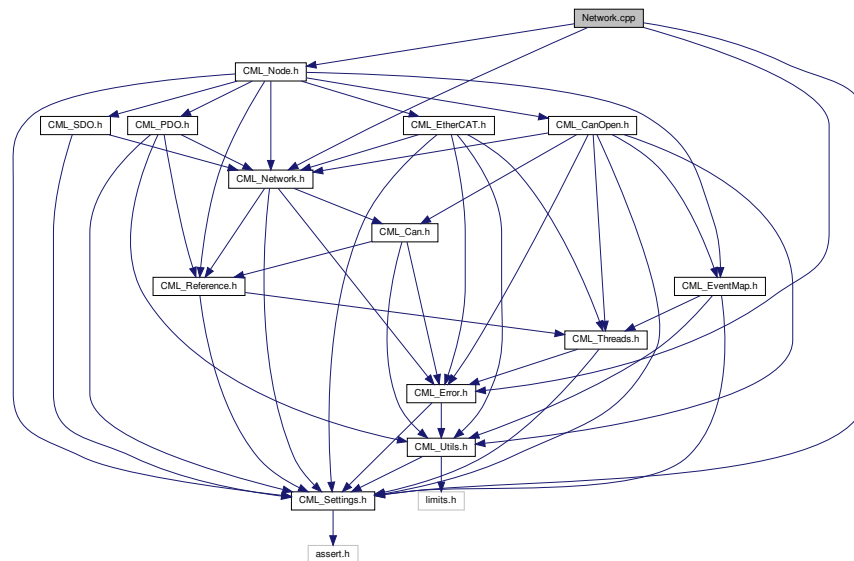 Network.cpp
CML_Node.h
CML_SDO.h
CML_PDO.h
CML_EtherCAT.h
CML_CanOpen.h
CML_Network.h
CML_Can.h
CML_Reference.h
CML_EventMap.h
CML_Threads.h
CML_Error.h
CML_Utils.h
CML_Settings.h
limits.h
assert.h